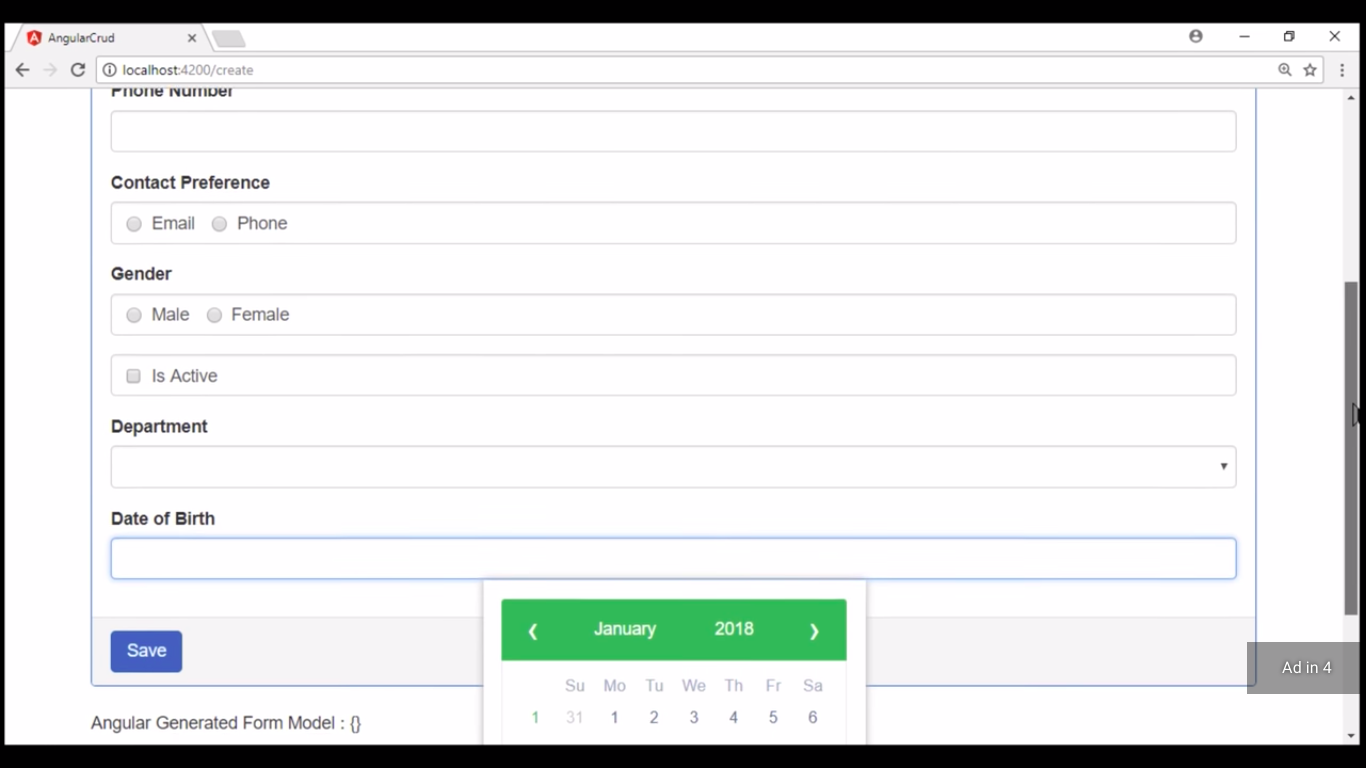 AngularCrud
localhost:4200/create
Phone Number
Contact Preference
Email Phone
Gender
Male Female
Is Active
Department
Date of Birth
January 2018
Save
Ad in 4
Su Mo Tu We Th Fr Sa
1 31 1 2 3 4 5 6
Angular Generated Form Model : {}